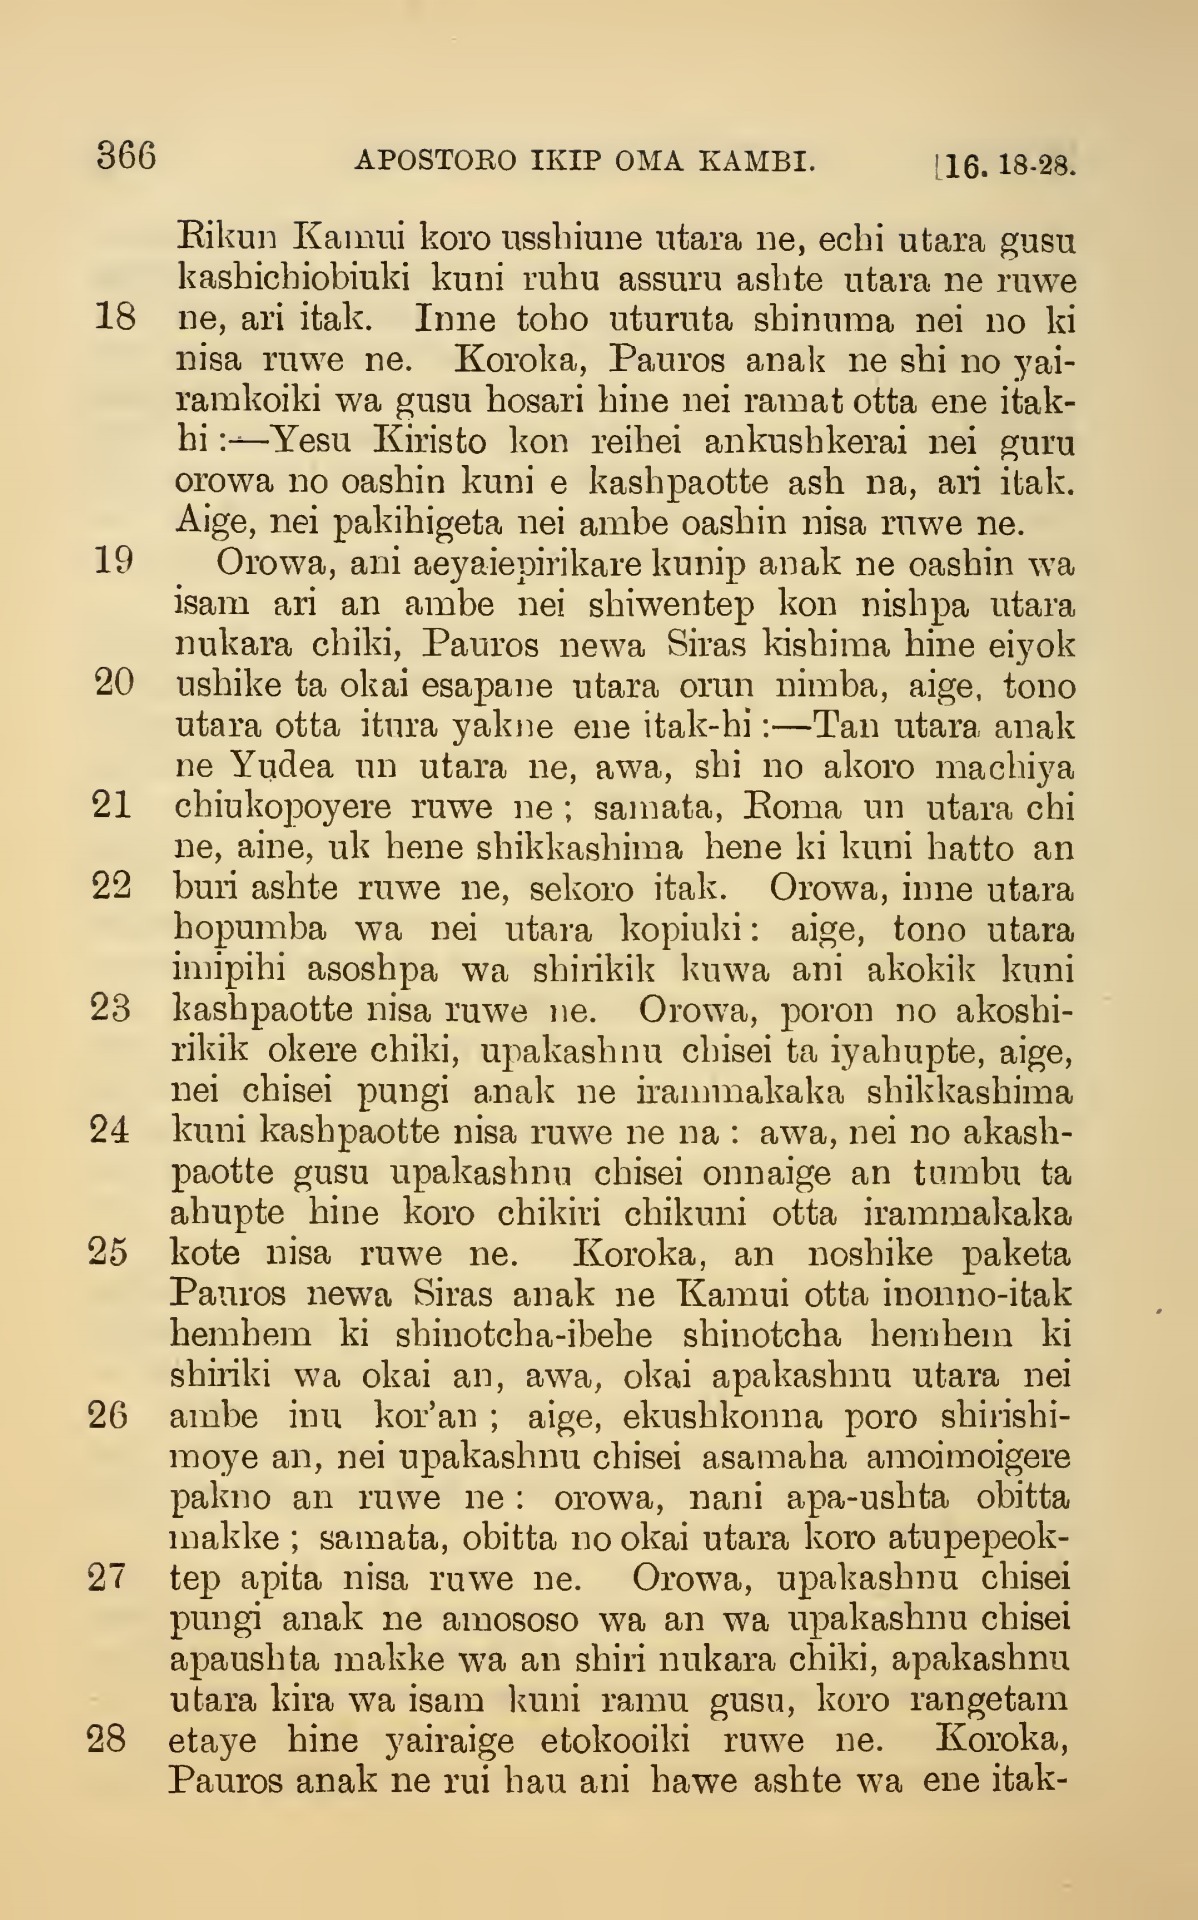 366 APOSTORO IKIP OMA KAMBI. [16. 18-28.
Rikun Kamui koro usshiune utara ne, echi utara gusu
kashichiobiuki kuni ruhu assuru ashte utara ne ruwe
18 ne, ari itak. Inne toho uturuta shinuma nei no ki
nisa ruwe ne. Koroka, Pauros anak ne shi no yai-
ramkoiki wa gusu hosari hine nei ramat otta ene itak-
hi:—Yesu Kiristo kon reihei ankushkerai nei guru
orowa no oashin kuni e kashpaotte ash na, ari itak.
Aige, nei pakihigeta nei ambe oashin nisa ruwe ne.
19 Orowa, ani aeyaiepirikare kunip anak ne oashin wa
isam ari an ambe nei shiwentep kon nishpa utara
nukara chiki, Pauros newa Siras kishima hine eiyok
20 ushike ta okai esapane utara orun nimba, aige, tono
utara otta itura yakne ene itak-hi:—Tan utara anak
ne Yudea un utara ne, awa, shi no akoro machiya
21 chiukopoyere ruwe ne; samata, Roma un utara chi
ne, aine, uk hene shikkashima hene ki kuni hatto an
22 buri ashte ruwe ne, sekoro itak. Orowa, inne utara
hopumba wa nei utara kopiuki: aige, tono utara
imipihi asoshpa wa shirikik kuwa ani akokik kuni
23 kashpaotte nisa ruwe ne. Orowa, poron no akoshi-
rikik okere chiki, upakashnu chisei ta iyahupte, aige,
nei chisei pungi anak ne irammakaka shikkashima
24 kuni kashpaotte nisa ruwe ne na: awa, nei no akash-
paotte gusu upakashnu chisei onnaige an tumbu ta
ahupte hine koro chikiri chikuni otta irammakaka
25 kote nisa ruwe ne. Koroka, an noshike paketa
Pauros newa Siras anak ne Kamui otta inonno-itak
hemhem ki shinotcha-ibehe shinotcha hemhem ki
shiriki wa okai an, awa, okai apakashnu utara nei
26 ambe inu kor'an; aige, ekushkonna poro shirishi-
moye an, nei upakashnu chisei asamaha amoimoigere
pakno an ruwe ne: orowa, nani apa-ushta obitta
makke; samata, obitta no okai utara koro atupepeok-
27 tep apita nisa ruwe ne. Orowa, upakashnu chisei
pungi anak ne amososo wa an wa upakashnu chisei
apaushta makke wa an shiri nukara chiki, apakashnu
utara kira wa isam kuni ramu gusu, koro rangetam
28 etaye hine yairaige etokooiki ruwe ne. Koroka,
Pauros anak ne rui hau ani hawe ashte wa ene itak-